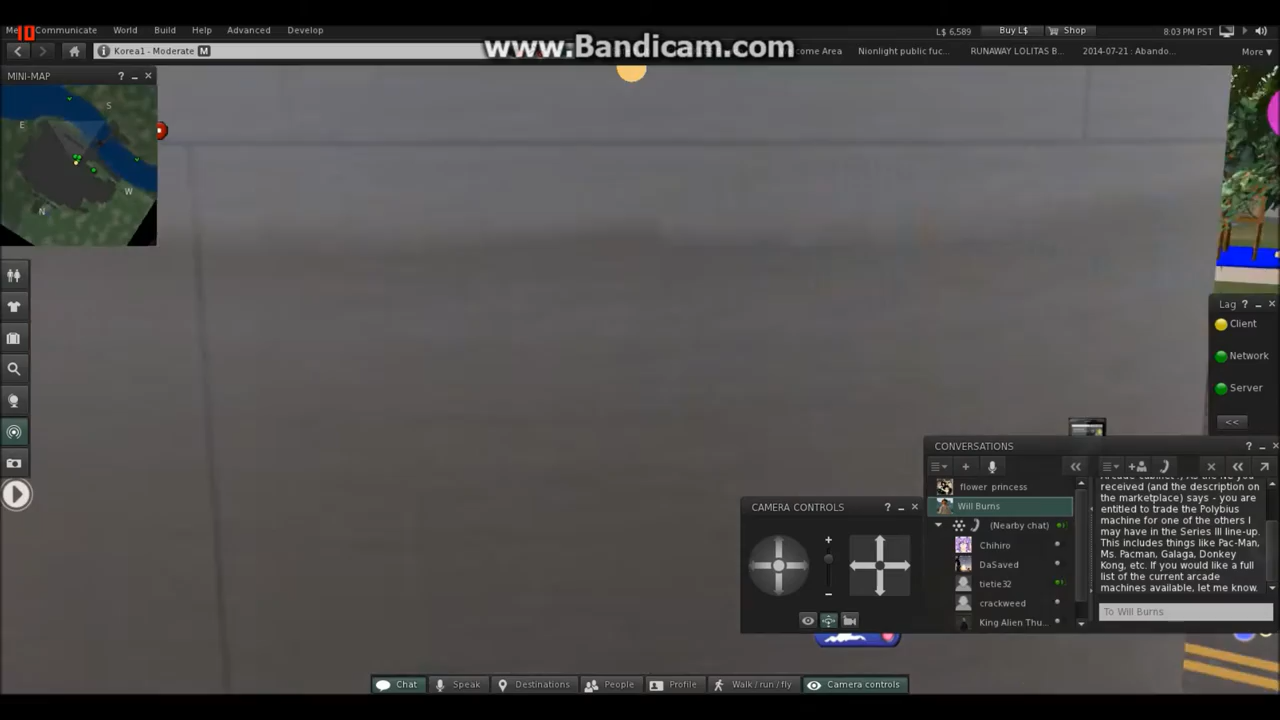 Me Communicate World Build Help Advanced Develop
10
www.Bandicam.com
L$ 6,589 Buy L$ Shop 8:03 PM PST
Korea1 - Moderate M
come Area Nionlight public fuc... RUNAWAY LOLITAS B... 2014-07-21 : Abando... More ▾
MINI-MAP ? _ ×
S
E
W
N
Lag ? _ ×
Client
Network
Server
<<
CONVERSATIONS ? _ ×
flower princess
Will Burns
(Nearby chat)
Chihiro
DaSaved
tietie32
crackweed
King Alien Thu...
received (and the description on
the marketplace) says - you are
entitled to trade the Polybius
machine for one of the others I
may have in the Series III line-up.
This includes things like Pac-Man,
Ms. Pacman, Galaga, Donkey
Kong, etc. If you would like a full
list of the current arcade
machines available, let me know.
To Will Burns
CAMERA CONTROLS _ ×
+
−
Chat Speak Destinations People Profile Walk / run / fly Camera controls